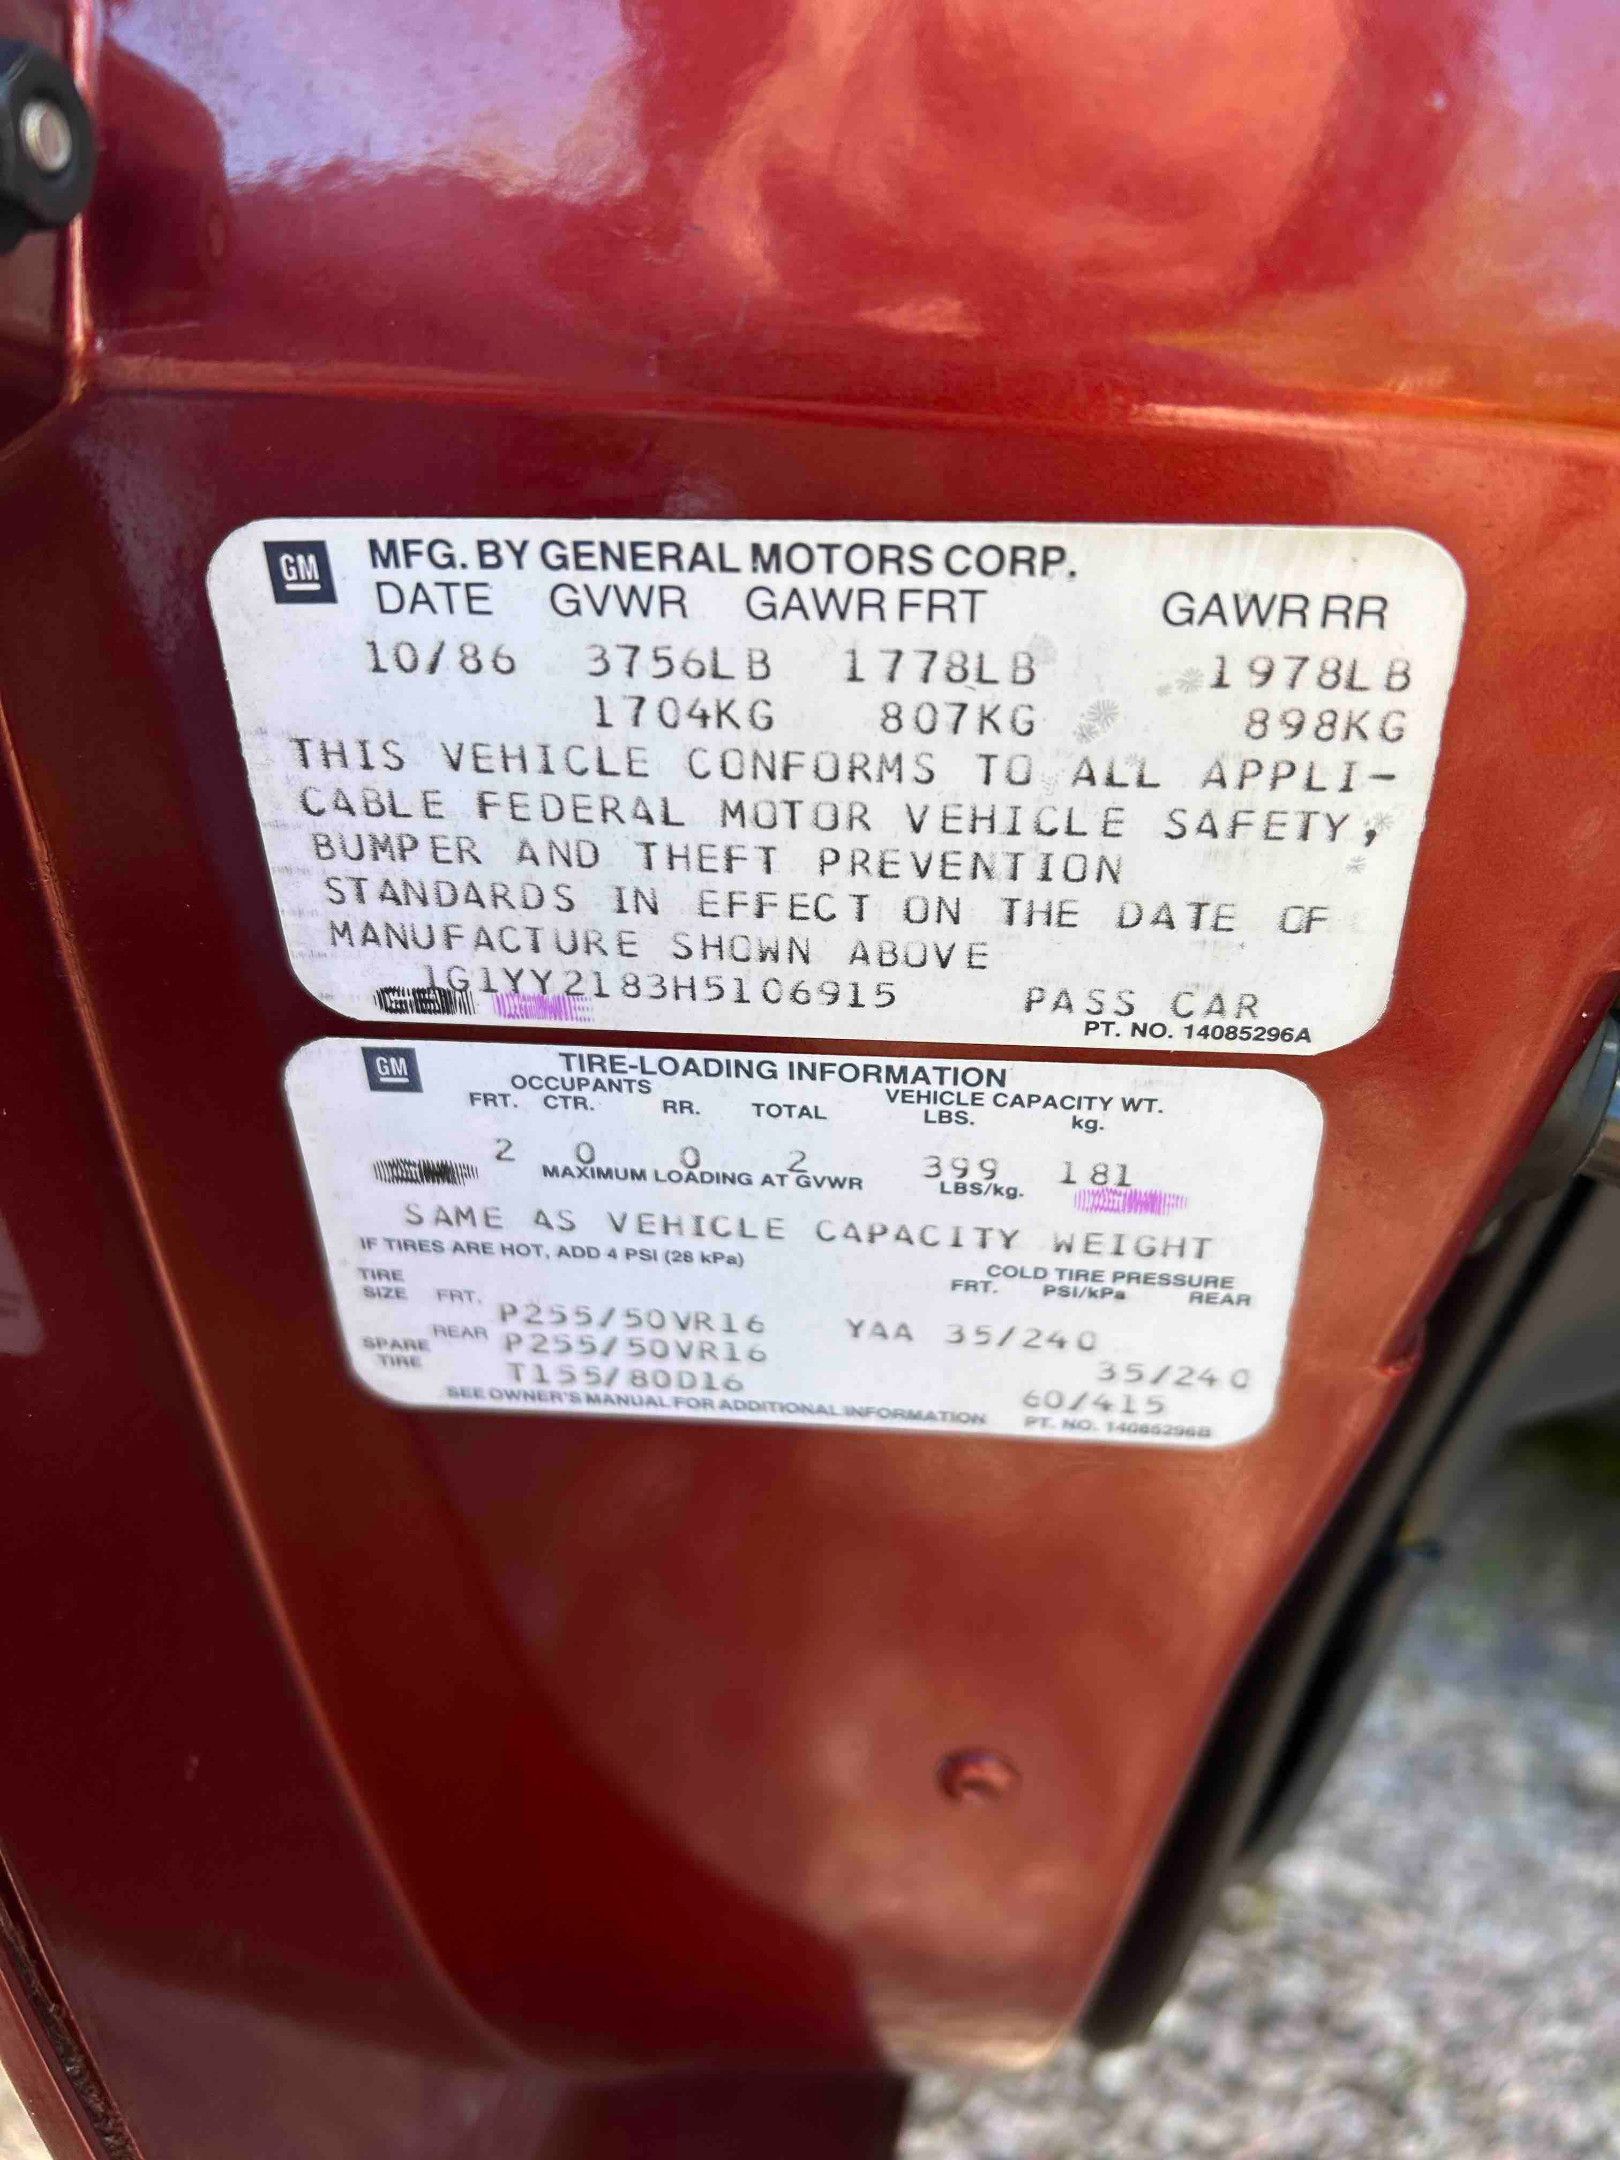 GM MFG. BY GENERAL MOTORS CORP.
DATE GVWR GAWR FRT GAWR RR
10/86 3756LB 1778LB 1978LB
1704KG 807KG 898KG
THIS VEHICLE CONFORMS TO ALL APPLI-
CABLE FEDERAL MOTOR VEHICLE SAFETY,
BUMPER AND THEFT PREVENTION
STANDARDS IN EFFECT ON THE DATE OF
MANUFACTURE SHOWN ABOVE
1G1YY2183H5106915 PASS CAR
PT. NO. 14085296A
GM TIRE-LOADING INFORMATION
OCCUPANTS VEHICLE CAPACITY WT.
FRT. CTR. RR. TOTAL LBS. kg.
2 0 0 2 399 181
MAXIMUM LOADING AT GVWR LBS/kg.
SAME AS VEHICLE CAPACITY WEIGHT
IF TIRES ARE HOT, ADD 4 PSI (28 kPa)
TIRE COLD TIRE PRESSURE
SIZE FRT. FRT. PSI/kPa REAR
P255/50VR16 YAA 35/240
REAR P255/50VR16 35/240
SPARE TIRE T155/80D16 60/415
SEE OWNER'S MANUAL FOR ADDITIONAL INFORMATION PT. NO. 14085296B